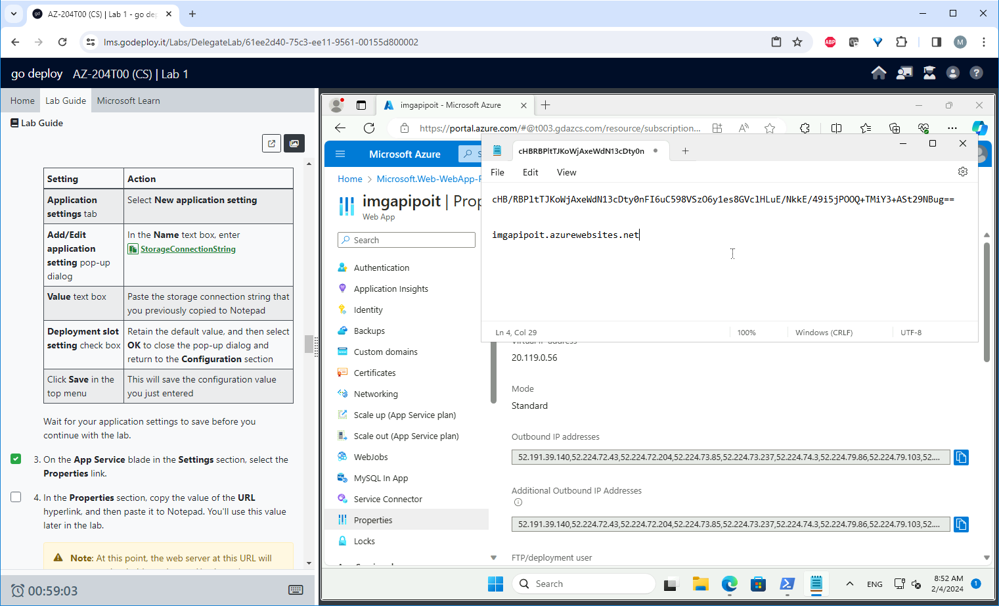 AZ-204T00 (CS) | Lab 1 - go de
lms.godeploy.it/Labs/DelegateLab/61ee2d40-75c3-ee11-9561-00155d800002
ABP
M
go deploy AZ-204T00 (CS) | Lab 1
Home Lab Guide Microsoft Learn
Lab Guide
Setting Action
Application settings tab
Select New application setting
Add/Edit application setting pop-up dialog
In the Name text box, enter
StorageConnectionString
Value text box
Paste the storage connection string that
you previously copied to Notepad
Deployment slot
setting check box
Retain the default value, and then select
OK to close the pop-up dialog and
return to the Configuration section
Click Save in the
top menu
This will save the configuration value
you just entered
Wait for your application settings to save before you
continue with the lab.
3. On the App Service blade in the Settings section, select the
Properties link.
4. In the Properties section, copy the value of the URL
hyperlink, and then paste it to Notepad. You'll use this value
later in the lab.
Note: At this point, the web server at this URL will
00:59:03
imgapipoit - Microsoft Azure
https://portal.azure.com/#@t003.gdazcs.com/resource/subscription...
Microsoft Azure
Home > Microsoft.Web-WebApp-
imgapipoit | Prop
Web App
Search
Authentication
Application Insights
Identity
Backups
Custom domains
Certificates
Networking
Scale up (App Service plan)
Scale out (App Service plan)
WebJobs
MySQL In App
Service Connector
Properties
Locks
cHBRBPltTJKoWjAxeWdN13cDty0n
File Edit View
cHB/RBPltTJKoWjAxeWdN13cDty0nFI6uC598VSzO6y1es8GVclHLuE/NkkE/49i5jPOOQ+TMiY3+ASt29NBug==
imgapipoit.azurewebsites.net
Ln 4, Col 29 100% Windows (CRLF) UTF-8
Virtual IP address
20.119.0.56
Mode
Standard
Outbound IP addresses
52.191.39.140,52.224.72.43,52.224.72.204,52.224.73.85,52.224.73.237,52.224.74.3,52.224.79.86,52.224.79.103,52....
Additional Outbound IP Addresses
52.191.39.140,52.224.72.43,52.224.72.204,52.224.73.85,52.224.73.237,52.224.74.3,52.224.79.86,52.224.79.103,52....
FTP/deployment user
Search
ENG
8:52 AM
2/4/2024
1